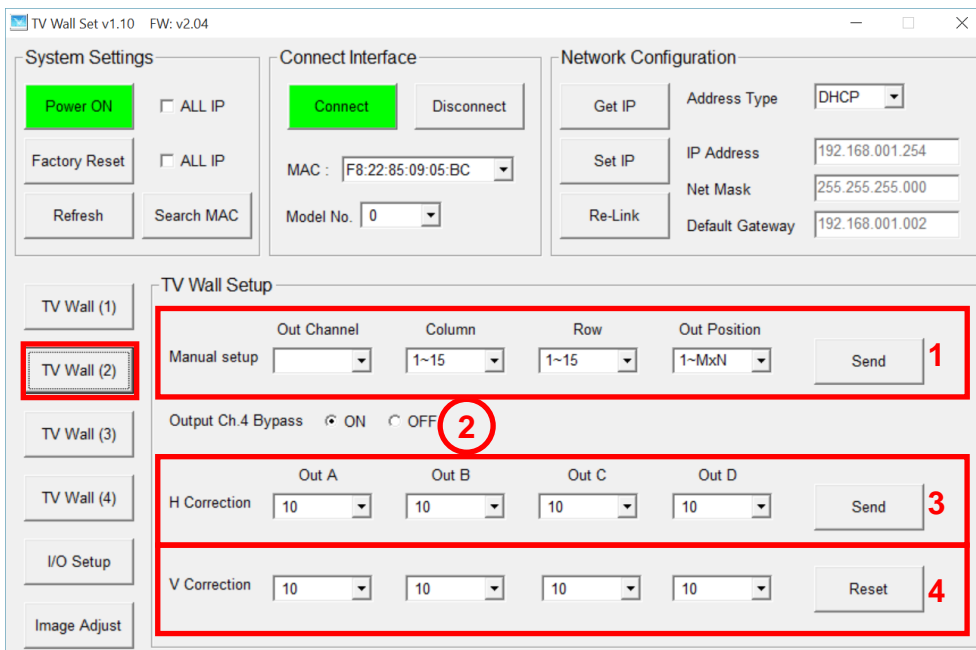 TV Wall Set v1.10 FW: v2.04
System Settings
Power ON ALL IP
Factory Reset ALL IP
Refresh Search MAC
Connect Interface
Connect Disconnect
MAC : F8:22:85:09:05:BC
Model No. 0
Network Configuration
Get IP Address Type DHCP
Set IP IP Address 192.168.001.254
Net Mask 255.255.255.000
Re-Link Default Gateway 192.168.001.002
TV Wall (1)
TV Wall (2)
TV Wall (3)
TV Wall (4)
I/O Setup
Image Adjust
TV Wall Setup
Out Channel Column Row Out Position
Manual setup 1~15 1~15 1~MxN Send 1
Output Ch.4 Bypass ON OFF 2
Out A Out B Out C Out D
H Correction 10 10 10 10 Send 3
V Correction 10 10 10 10 Reset 4